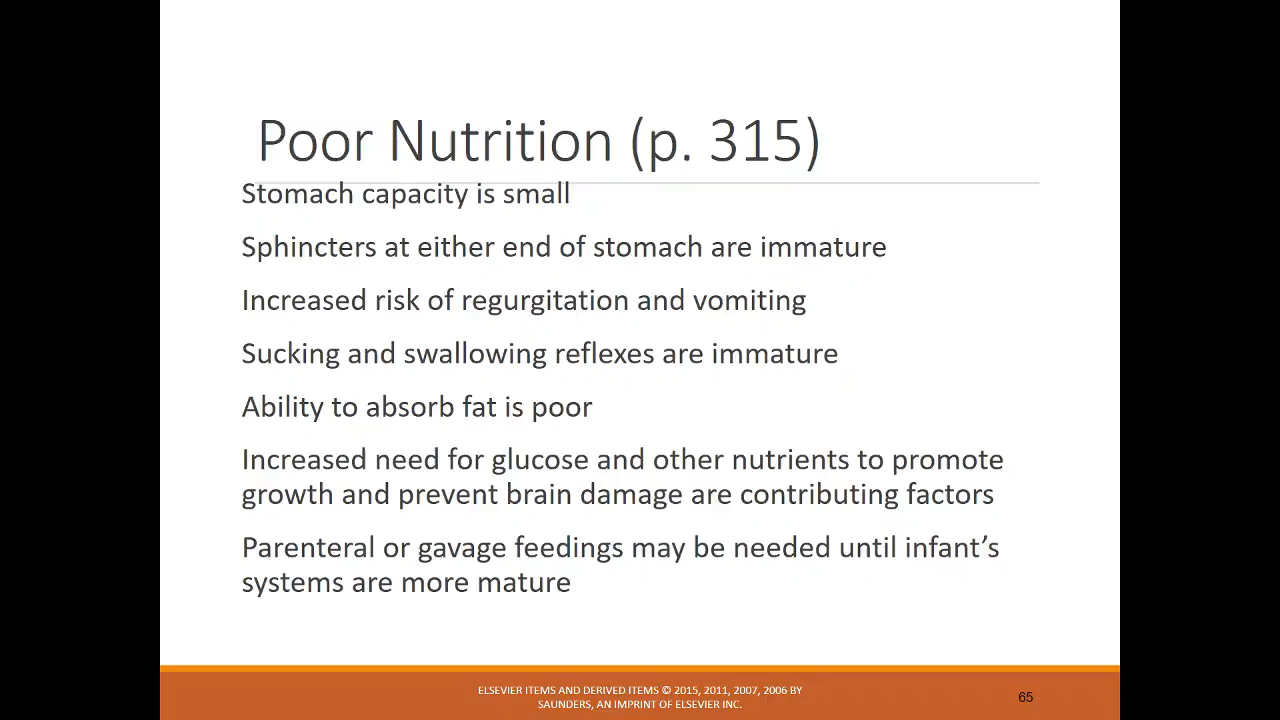 Poor Nutrition (p. 315)
Stomach capacity is small
Sphincters at either end of stomach are immature
Increased risk of regurgitation and vomiting
Sucking and swallowing reflexes are immature
Ability to absorb fat is poor
Increased need for glucose and other nutrients to promote
growth and prevent brain damage are contributing factors
Parenteral or gavage feedings may be needed until infant’s
systems are more mature
ELSEVIER ITEMS AND DERIVED ITEMS © 2015, 2011, 2007, 2006 BY
SAUNDERS, AN IMPRINT OF ELSEVIER INC.
65